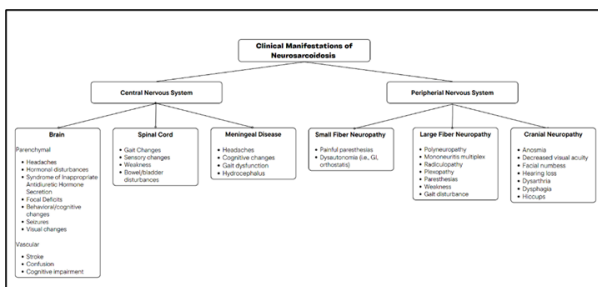 Clinical Manifestations of
Neurosarcoidosis
Central Nervous System
Peripherial Nervous System
Brain
Parenchymal
• Headaches
• Hormonal disturbances
• Syndrome of Inappropriate
Antidiuretic Hormone
Secretion
• Focal Deficits
• Behavioral/cognitive
changes
• Seizures
• Visual changes
Vascular
• Stroke
• Confusion
• Cognitive impairment
Spinal Cord
• Gait Changes
• Sensory changes
• Weakness
• Bowel/bladder
disturbances
Meningeal Disease
• Headaches
• Cognitive changes
• Gait dysfunction
• Hydrocephalus
Small Fiber Neuropathy
• Painful paresthesis
• Dysautonomia (i.e., GI,
orthostatis)
Large Fiber Neuropathy
• Polyneuropathy
• Mononeuritis multiplex
• Radiculopathy
• Plexopathy
• Paresthesis
• Weakness
• Gait disturbance
Cranial Neuropathy
• Anosmia
• Decreased visual acuity
• Facial numbess
• Hearing loss
• Dysarthria
• Dysphagia
• Hiccups